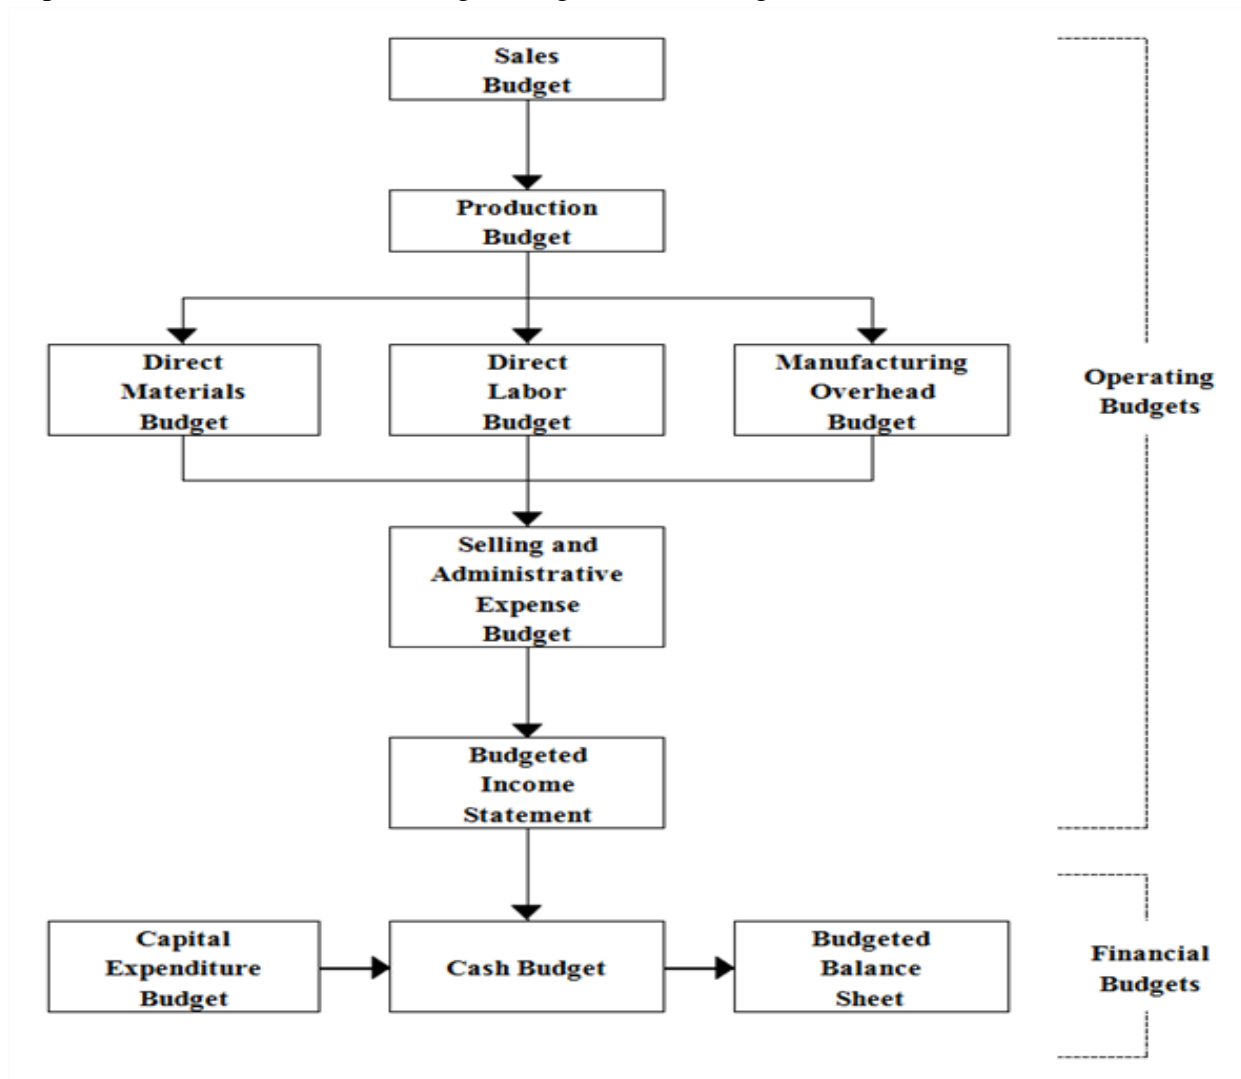 Sales
Budget
Production
Budget
Direct
Materials
Budget
Direct
Labor
Budget
Manufacturing
Overhead
Budget
Operating
Budgets
Selling and
Administrative
Expense
Budget
Budgeted
Income
Statement
Capital
Expenditure
Budget
Cash Budget
Budgeted
Balance
Sheet
Financial
Budgets